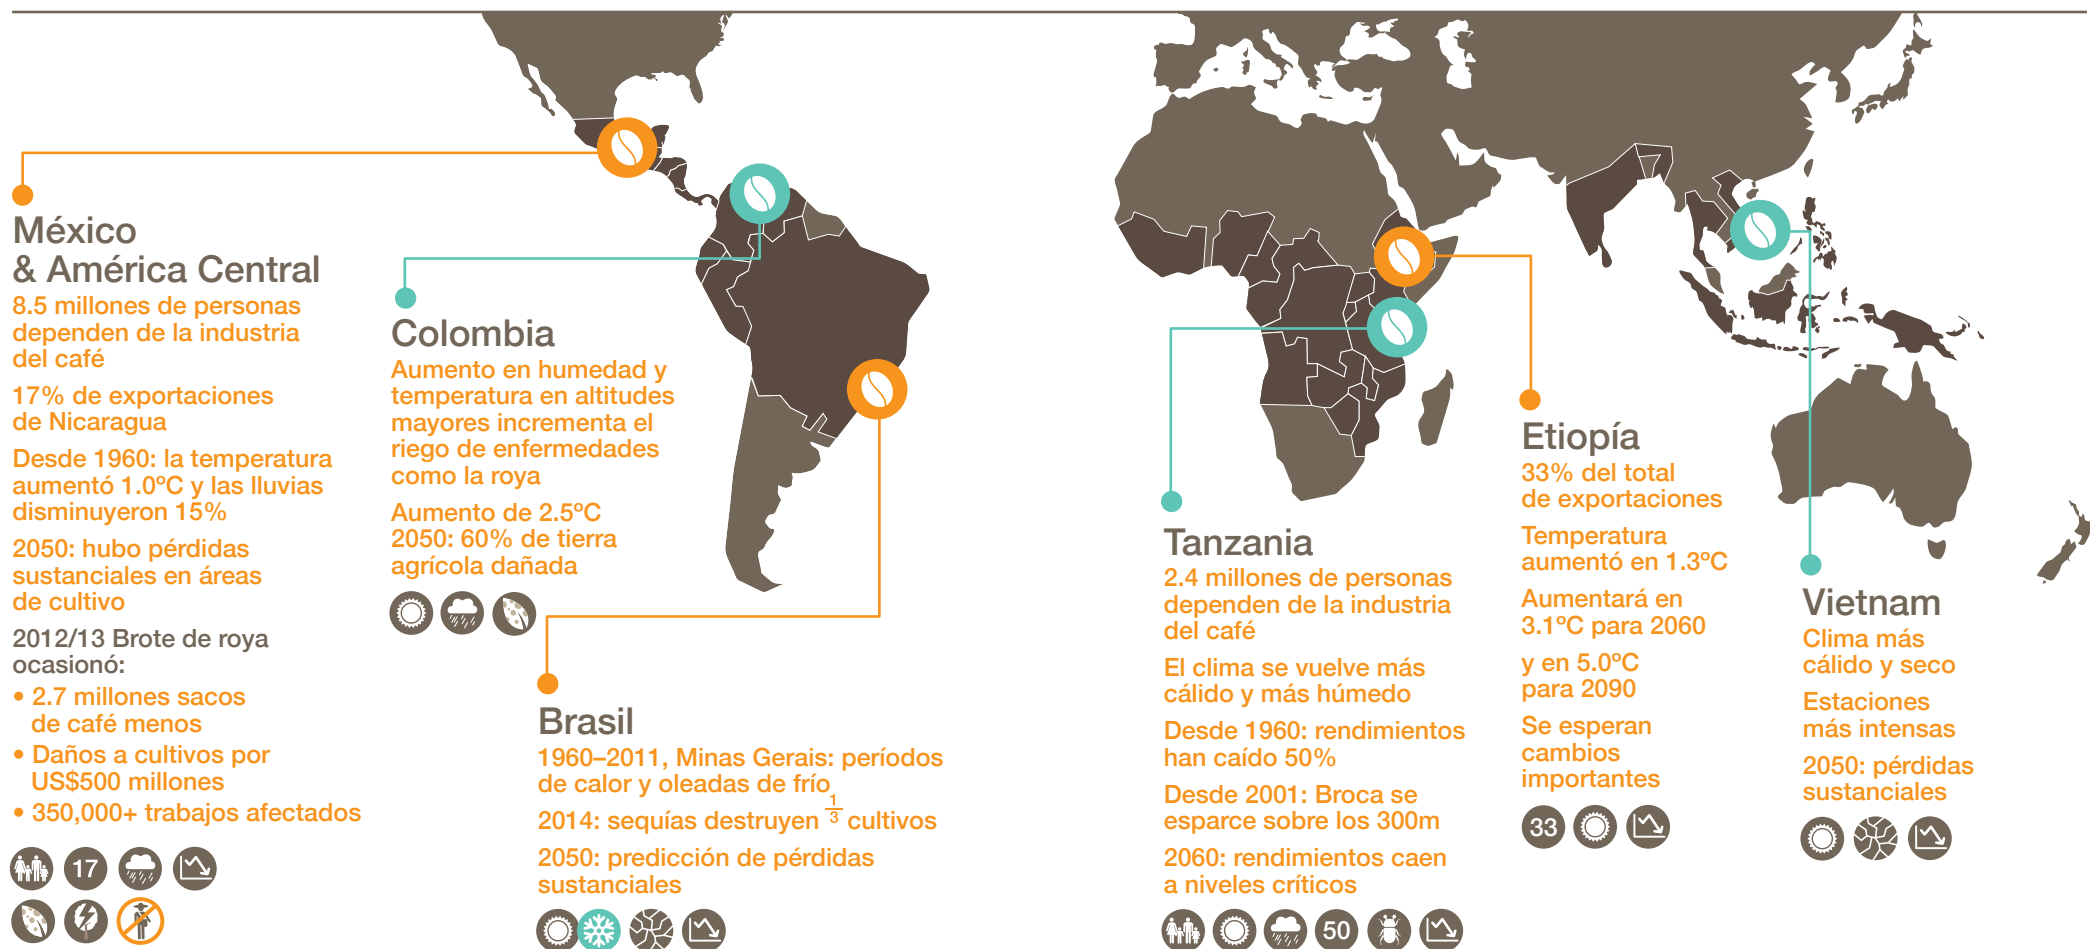 México
& América Central
8.5 millones de personas
dependen de la industria
del café
17% de exportaciones
de Nicaragua
Desde 1960: la temperatura
aumentó 1.0ºC y las lluvias
disminuyeron 15%
2050: hubo pérdidas
sustanciales en áreas
de cultivo
2012/13 Brote de roya
ocasionó:
• 2.7 millones sacos
de café menos
• Daños a cultivos por
US$500 millones
• 350,000+ trabajos afectados
17
Colombia
Aumento en humedad y
temperatura en altitudes
mayores incrementa el
riego de enfermedades
como la roya
Aumento de 2.5ºC
2050: 60% de tierra
agrícola dañada
Brasil
1960–2011, Minas Gerais: períodos
de calor y oleadas de frío
2014: sequías destruyen 1/3 cultivos
2050: predicción de pérdidas
sustanciales
Tanzania
2.4 millones de personas
dependen de la industria
del café
El clima se vuelve más
cálido y más húmedo
Desde 1960: rendimientos
han caído 50%
Desde 2001: Broca se
esparce sobre los 300m
2060: rendimientos caen
a niveles críticos
50
Etiopía
33% del total
de exportaciones
Temperatura
aumentó en 1.3ºC
Aumentará en
3.1ºC para 2060
y en 5.0ºC
para 2090
Se esperan
cambios
importantes
33
Vietnam
Clima más
cálido y seco
Estaciones
más intensas
2050: pérdidas
sustanciales